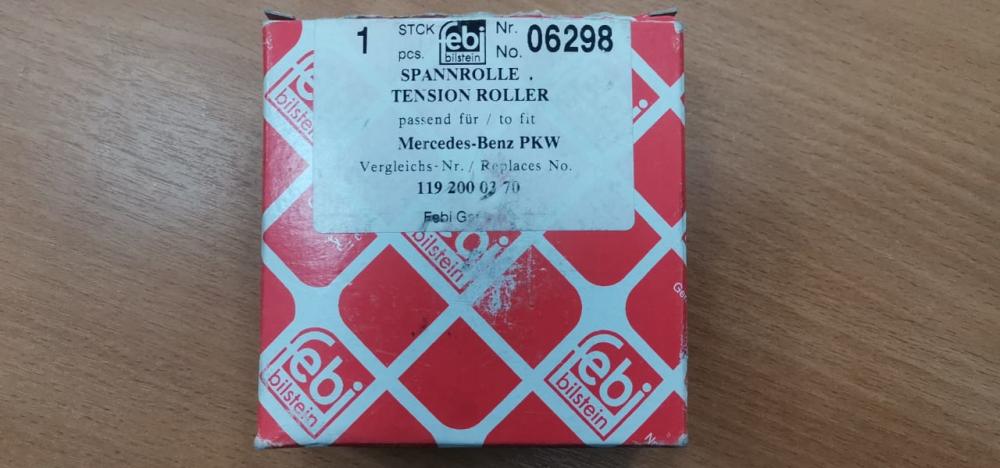 1 STCK pcs. febi bilstein Nr. No. 06298
SPANNROLLE .
TENSION ROLLER
passend für / to fit
Mercedes-Benz PKW
Vergleichs-Nr. / Replaces No.
119 200 03 70
Febi
febi
bilstein
febi
bilstein
febi
bilstein
febi
bilstein